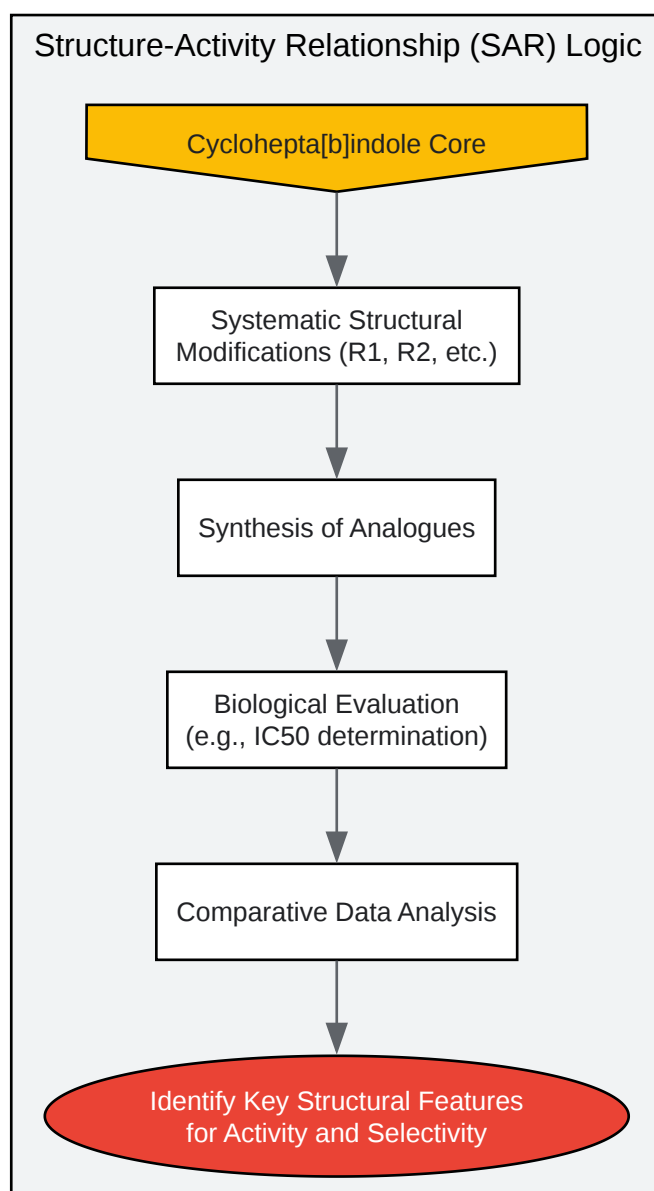 Structure-Activity Relationship (SAR) Logic
Cyclohepta[b]indole Core
Systematic Structural
Modifications (R1, R2, etc.)
Synthesis of Analogues
Biological Evaluation
(e.g., IC50 determination)
Comparative Data Analysis
Identify Key Structural Features
for Activity and Selectivity